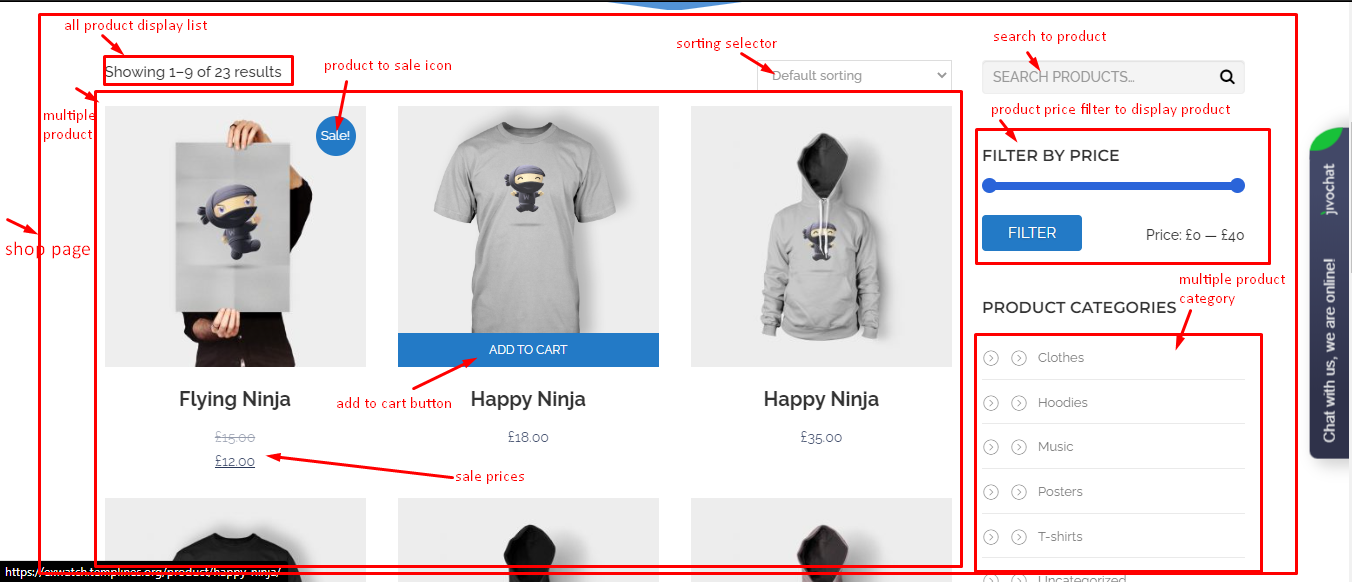 all product display list
Showing 1–9 of 23 results
product to sale icon
sorting selector
Default sorting
search to product
SEARCH PRODUCTS...
multiple
product
product price filter to display product
Sale!
FILTER BY PRICE
shop page
FILTER
Price: £0 — £40
multiple product
category
PRODUCT CATEGORIES
ADD TO CART
Clothes
Flying Ninja
add to cart button
Happy Ninja
Happy Ninja
Hoodies
£15.00
£12.00
£18.00
£35.00
Music
sale prices
Posters
T-shirts
Uncategorized
jivochat
Chat with us, we are online!
https://exwatch.templines.org/product/happy-ninja/